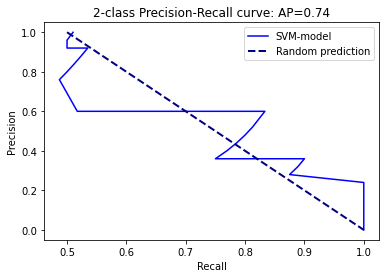 2-class Precision-Recall curve: AP=0.74
SVM-model
Random prediction
Precision
1.0
0.8
0.6
0.4
0.2
0.0
0.5
0.6
0.7
0.8
0.9
1.0
Recall